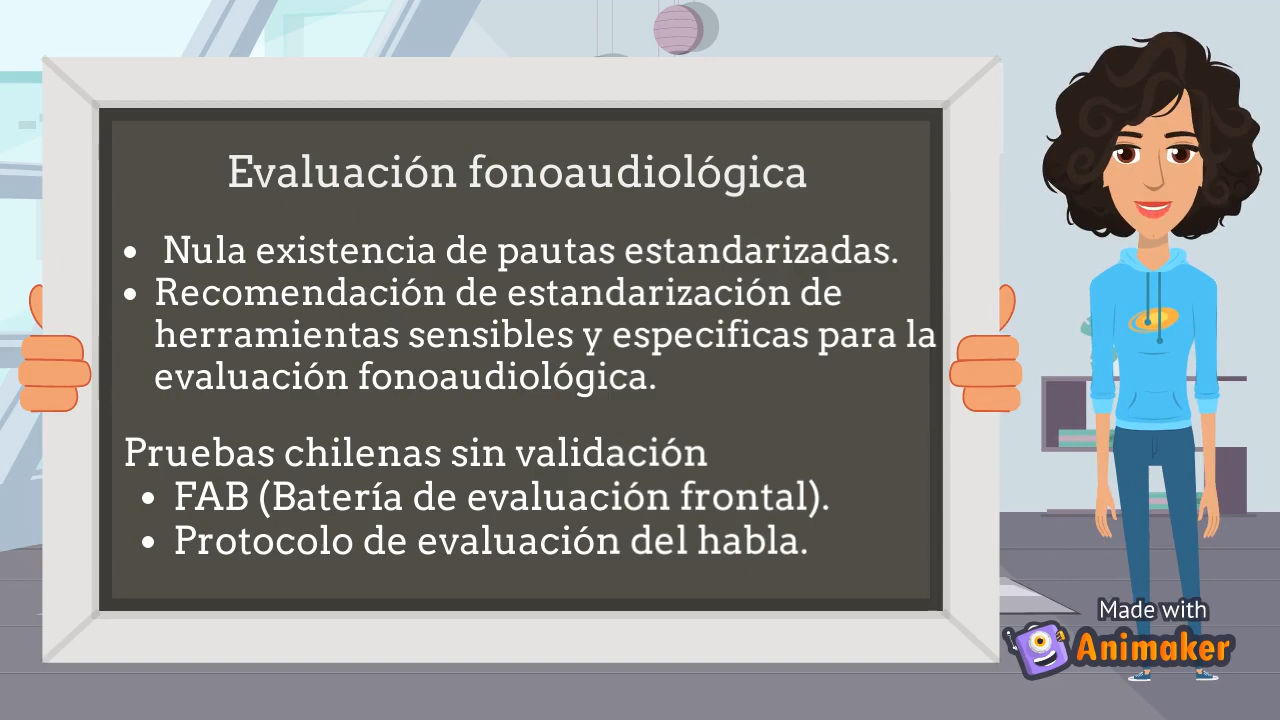 Evaluación fonoaudiológica
• Nula existencia de pautas estandarizadas.
• Recomendación de estandarización de
herramientas sensibles y especificas para la
evaluación fonoaudiológica.
Pruebas chilenas sin validación
• FAB (Batería de evaluación frontal).
• Protocolo de evaluación del habla.
Made with
Animaker